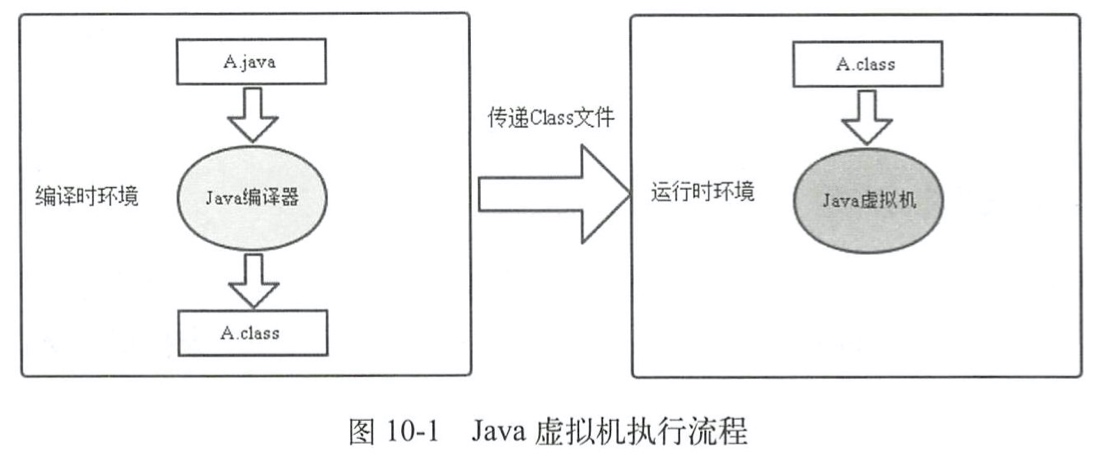 A.java
编译时环境
Java编译器
A.class
传递Class文件
A.class
运行时环境
Java虚拟机
图 10-1 Java 虚拟机执行流程